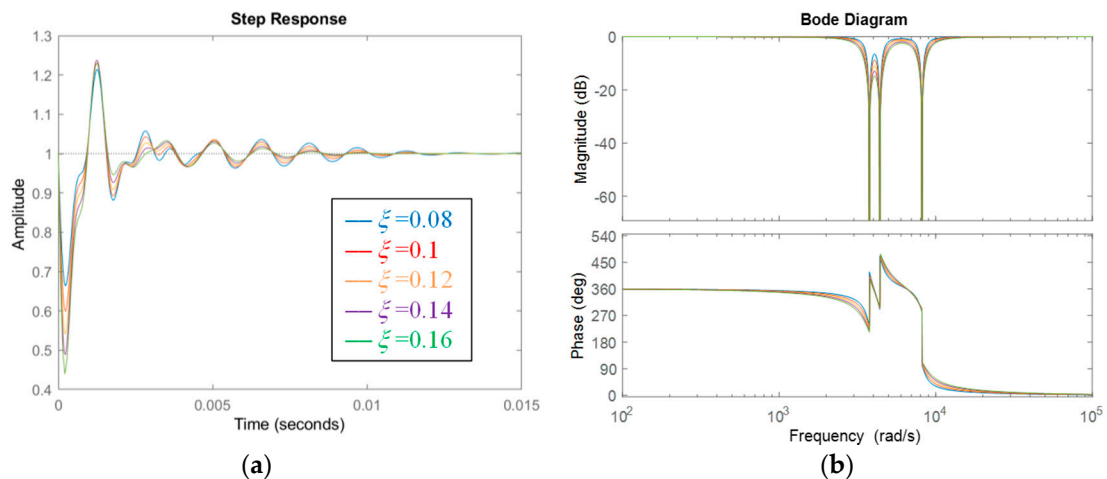 Step Response
1.3
1.2
1.1
1
0.9
0.8
0.7
0.6
0.5
0.4
Amplitude
ξ=0.08
ξ=0.1
ξ=0.12
ξ=0.14
ξ=0.16
0 0.005 0.01 0.015
Time (seconds)
(a)
Bode Diagram
0
-20
-40
-60
Magnitude (dB)
540
450
360
270
180
90
0
Phase (deg)
10^2 10^3 10^4 10^5
Frequency (rad/s)
(b)